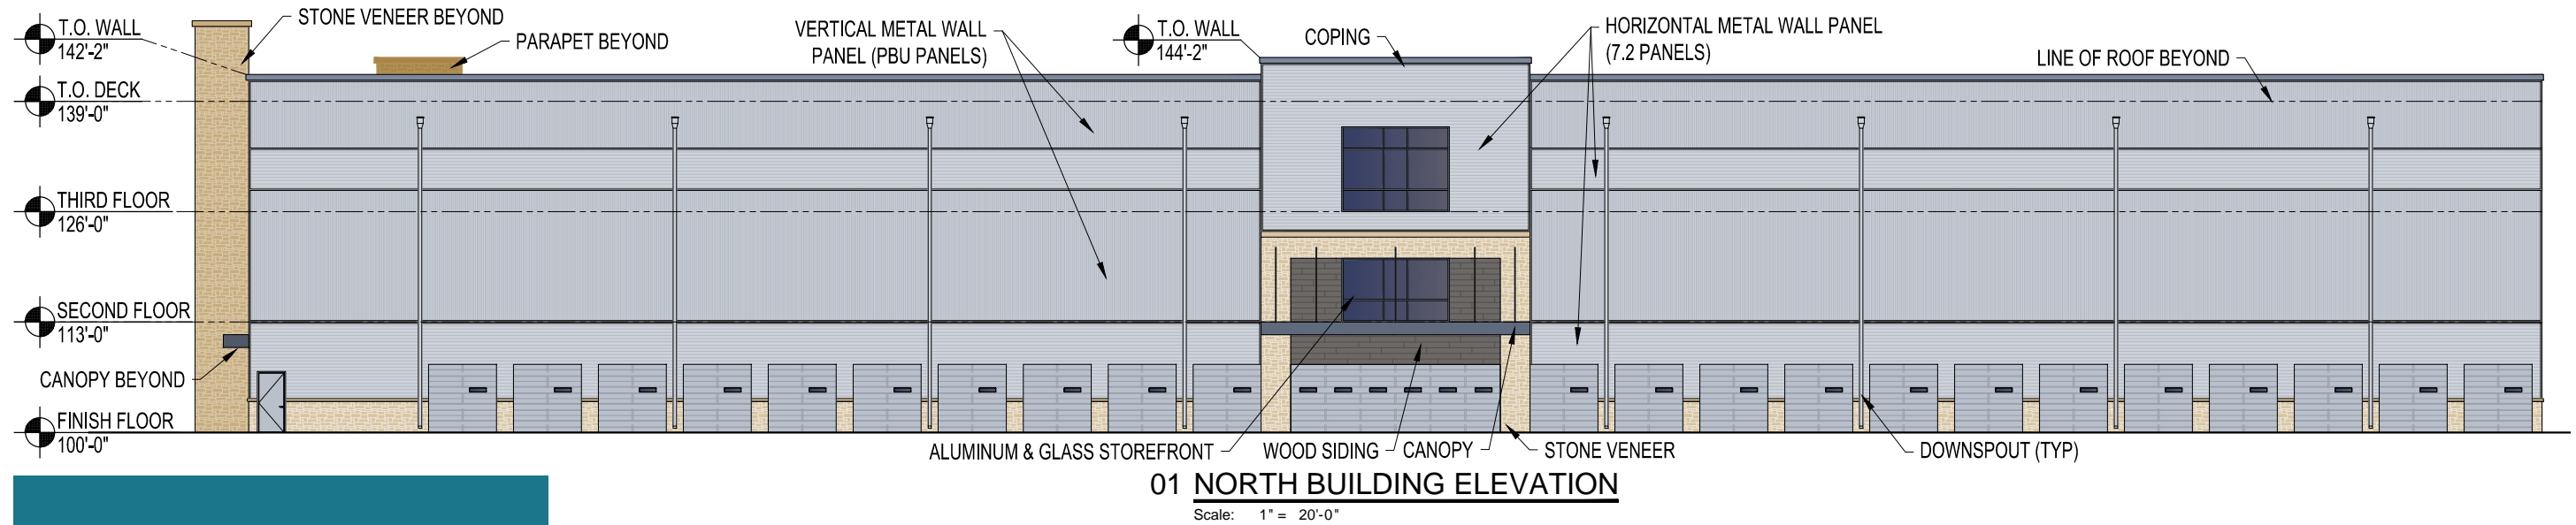 STONE VENEER BEYOND
T.O. WALL
142'-2"
PARAPET BEYOND
VERTICAL METAL WALL
PANEL (PBU PANELS)
T.O. WALL
144'-2"
COPING
HORIZONTAL METAL WALL PANEL
(7.2 PANELS)
LINE OF ROOF BEYOND
T.O. DECK
139'-0"
THIRD FLOOR
126'-0"
SECOND FLOOR
113'-0"
CANOPY BEYOND
FINISH FLOOR
100'-0"
ALUMINUM & GLASS STOREFRONT
WOOD SIDING
CANOPY
STONE VENEER
DOWNSPOUT (TYP)
01 NORTH BUILDING ELEVATION
Scale: 1" = 20'-0"